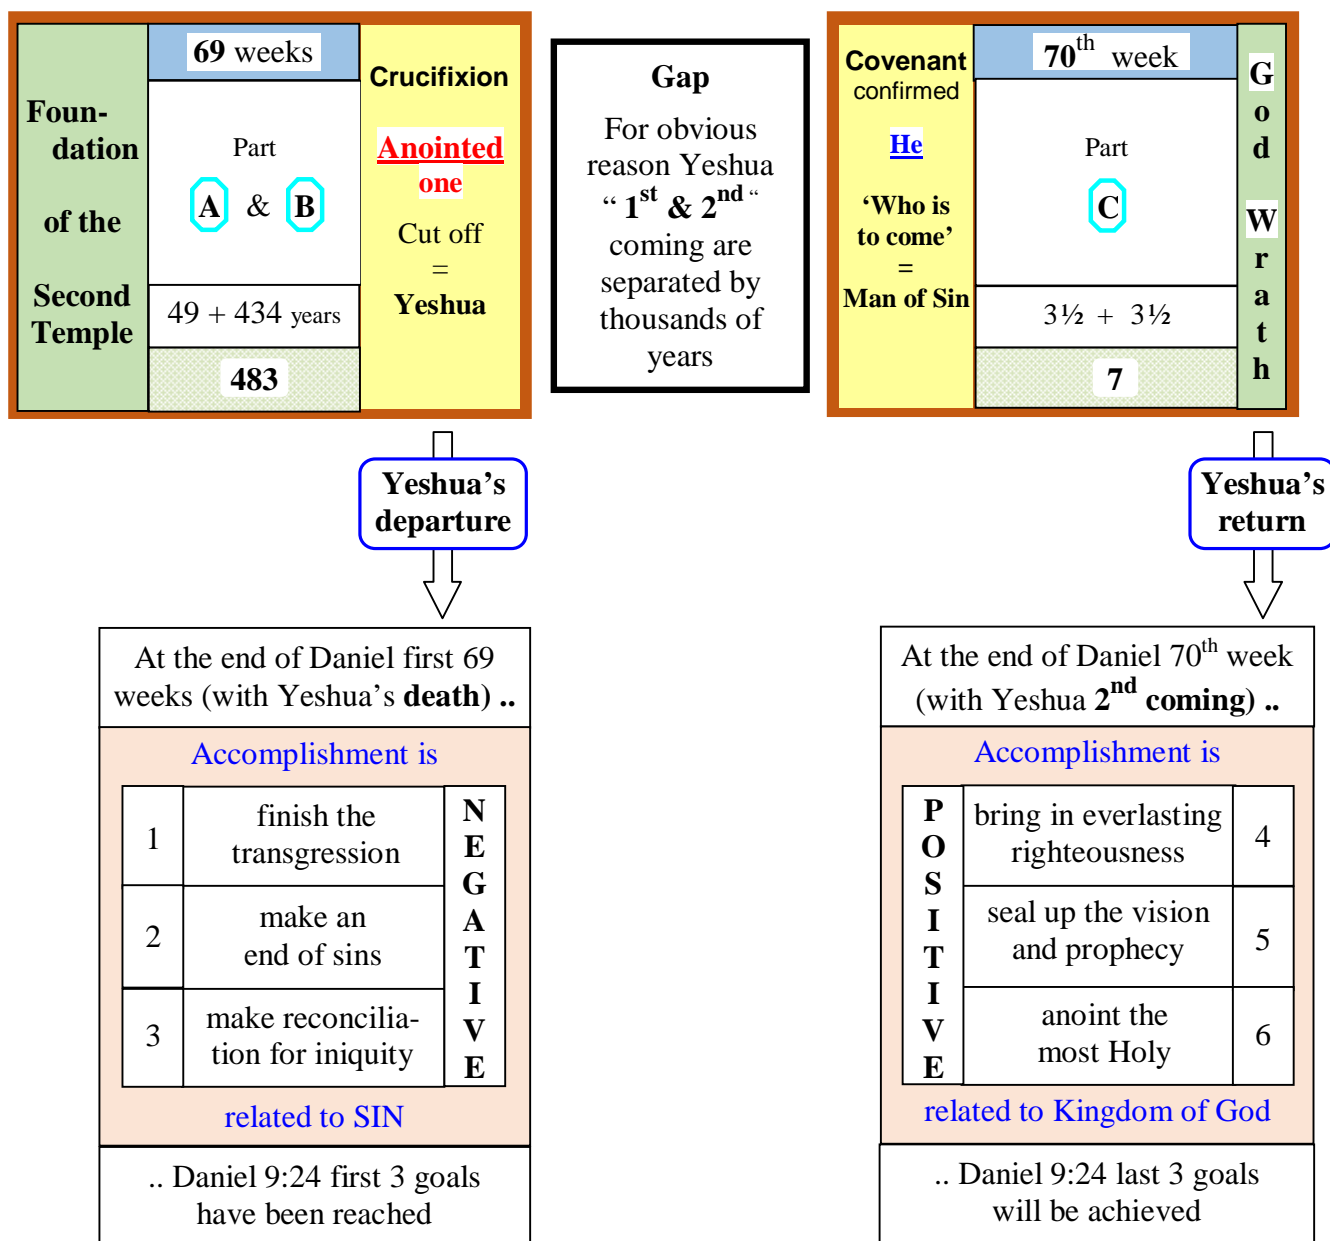 Foun-
dation
of the
Second
Temple
69 weeks
Part
A & B
49 + 434 years
483
Crucifixion
Anointed
one
Cut off
=
Yeshua
Gap
For obvious
reason Yeshua
“ 1st & 2nd “
coming are
separated by
thousands of
years
Covenant
confirmed
He
‘Who is
to come’
=
Man of Sin
70th week
Part
C
3½ + 3½
7
God
Wrath
Yeshua’s
departure
Yeshua’s
return
At the end of Daniel first 69
weeks (with Yeshua’s death) ..
Accomplishment is
1
finish the
transgression
2
make an
end of sins
3
make reconcilia-
tion for iniquity
NEGATIVE
related to SIN
.. Daniel 9:24 first 3 goals
have been reached
At the end of Daniel 70th week
(with Yeshua 2nd coming) ..
Accomplishment is
POSITIVE
bring in everlasting
righteousness
4
seal up the vision
and prophecy
5
anoint the
most Holy
6
related to Kingdom of God
.. Daniel 9:24 last 3 goals
will be achieved